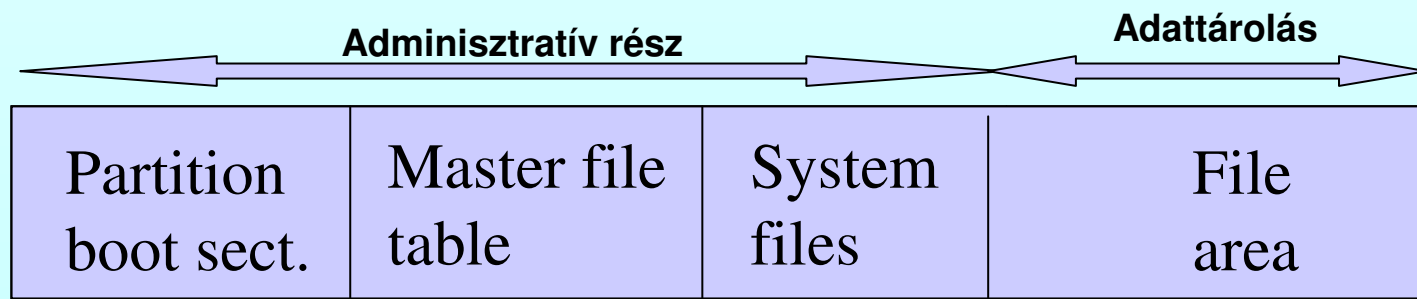 Adminisztratív rész
Adattárolás
Partition
boot sect.
Master file
table
System
files
File
area